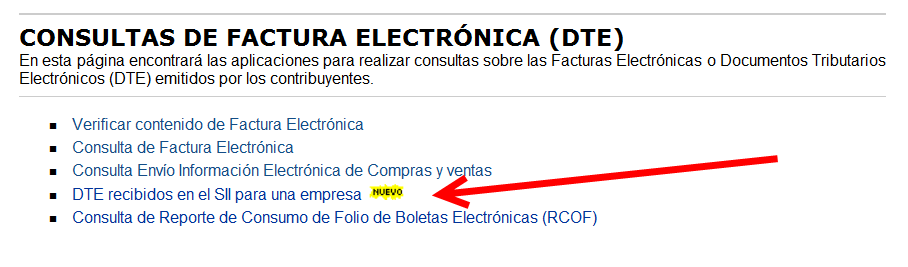 CONSULTAS DE FACTURA ELECTRÓNICA (DTE)
En esta página encontrará las aplicaciones para realizar consultas sobre las Facturas Electrónicas o Documentos Tributarios
Electrónicos (DTE) emitidos por los contribuyentes.
Verificar contenido de Factura Electrónica
Consulta de Factura Electrónica
Consulta Envío Información Electrónica de Compras y ventas
DTE recibidos en el SII para una empresa NUEVO
Consulta de Reporte de Consumo de Folio de Boletas Electrónicas (RCOF)